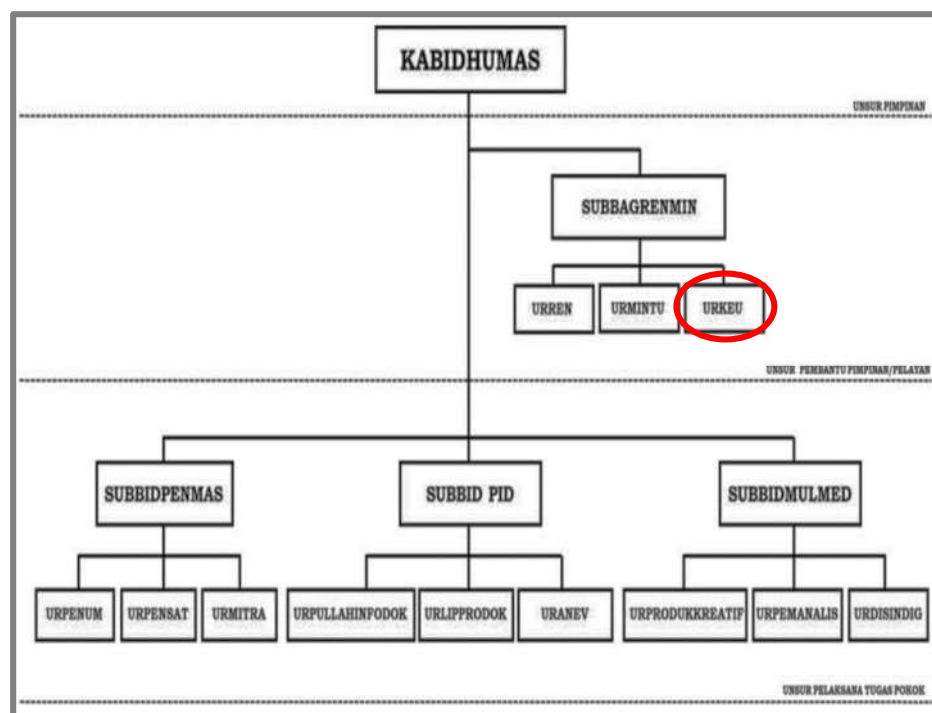 KABIDHUMAS
UNSUR PIMPINAN
SUBBAGRENMIN
URREN
URMINTU
URKEU
UNSUR PEMBANTU PIMPINAN/PELAYAN
SUBBIDPENMAS
SUBBID PID
SUBBIDMULMED
URPENUM
URPENSAT
URMITRA
URPULLAHINFODOK
URLIPPRODOK
URANEV
URPRODUKKREATIF
URPEMANALIS
URDISINDIG
UNSUR PELAKSANA TUGAS POKOK